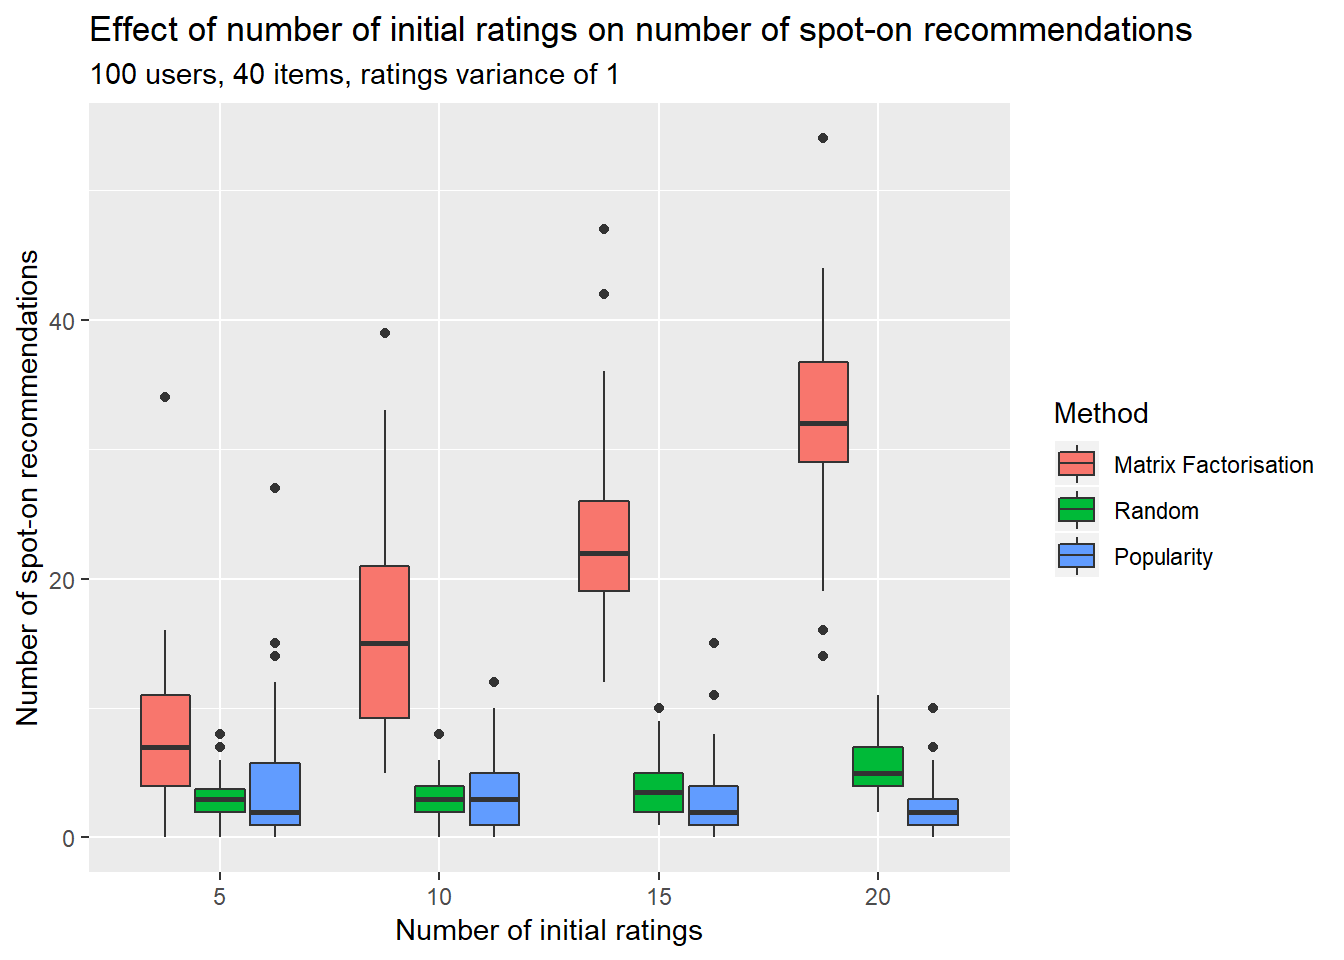 Effect of number of initial ratings on number of spot-on recommendations
100 users, 40 items, ratings variance of 1
Number of spot-on recommendations
40
20
0
5 10 15 20
Number of initial ratings
Method
Matrix Factorisation
Random
Popularity